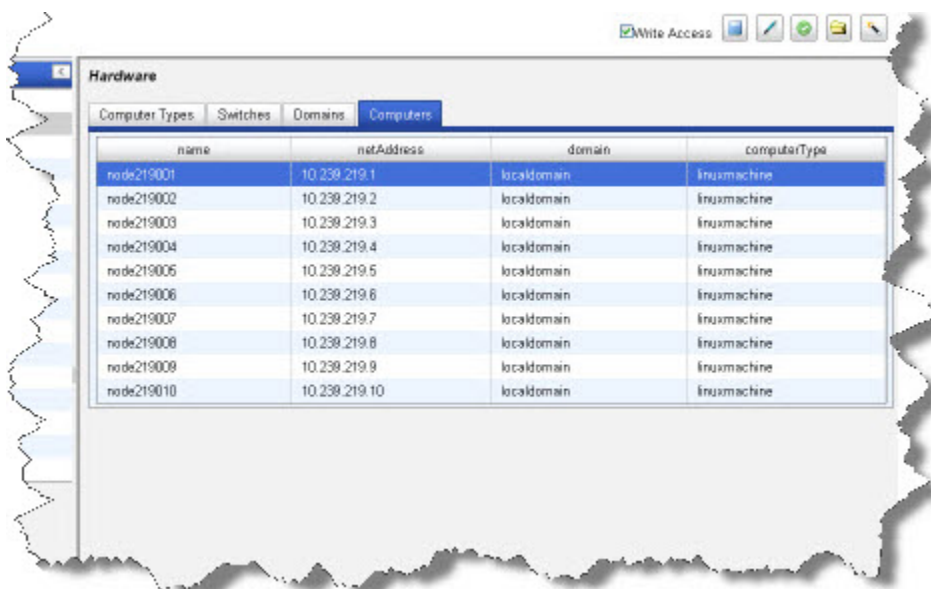 Write Access
Hardware
Computer Types Switches Domains Computers
name netAddress domain computerType
node219001 10.239.219.1 localdomain linuxmachine
node219002 10.239.219.2 localdomain linuxmachine
node219003 10.239.219.3 localdomain linuxmachine
node219004 10.239.219.4 localdomain linuxmachine
node219005 10.239.219.5 localdomain linuxmachine
node219006 10.239.219.6 localdomain linuxmachine
node219007 10.239.219.7 localdomain linuxmachine
node219008 10.239.219.8 localdomain linuxmachine
node219009 10.239.219.9 localdomain linuxmachine
node219010 10.239.219.10 localdomain linuxmachine